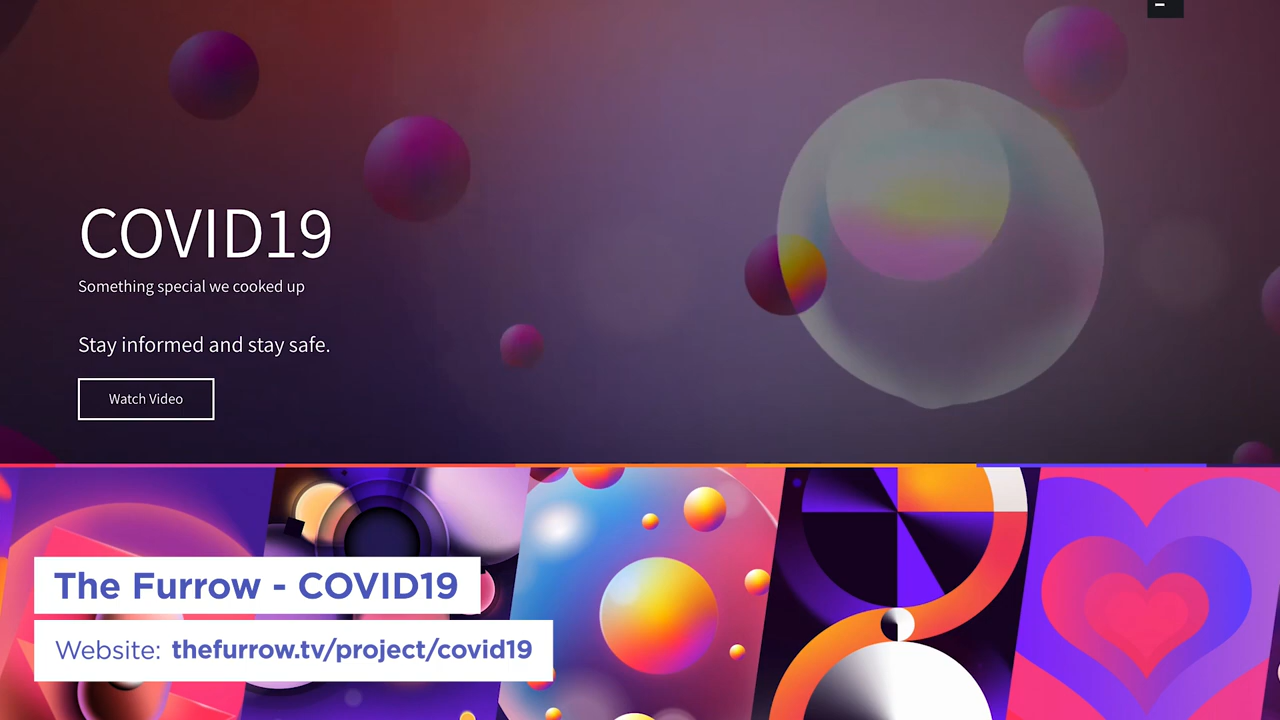 COVID19
Something special we cooked up
Stay informed and stay safe.
Watch Video
The Furrow - COVID19
Website: thefurrow.tv/project/covid19